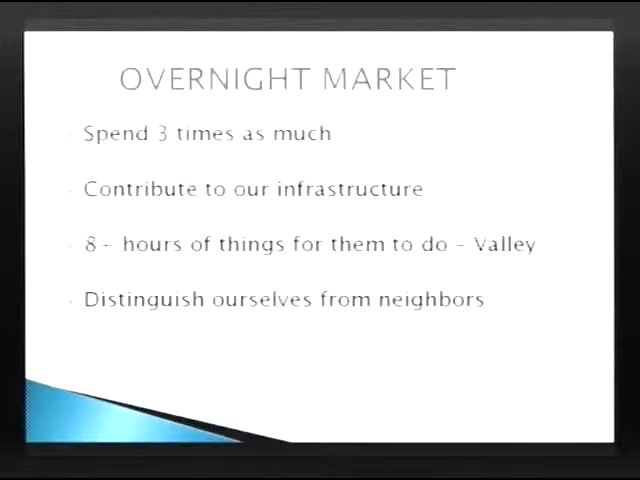 OVERNIGHT MARKET
Spend 3 times as much
Contribute to our infrastructure
8+ hours of things for them to do - Valley
Distinguish ourselves from neighbors